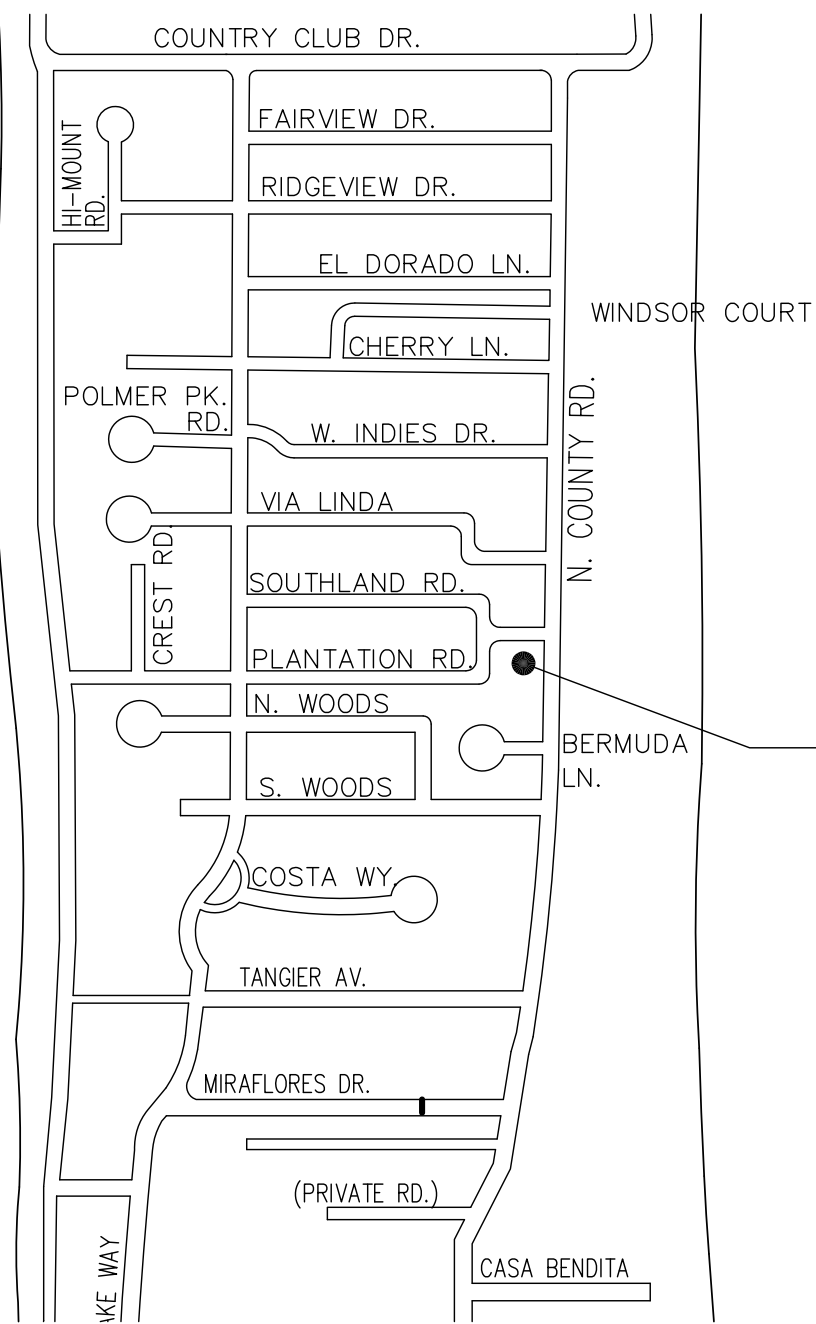 COUNTRY CLUB DR.
FAIRVIEW DR.
HI-MOUNT
RD.
RIDGEVIEW DR.
EL DORADO LN.
WINDSOR COURT
CHERRY LN.
POLMER PK.
RD.
W. INDIES DR.
N. COUNTY RD.
VIA LINDA
CREST RD.
SOUTHLAND RD.
PLANTATION RD.
N. WOODS
BERMUDA
LN.
S. WOODS
COSTA WY.
TANGIER AV.
MIRAFLORES DR.
(PRIVATE RD.)
CASA BENDITA
AKE WAY